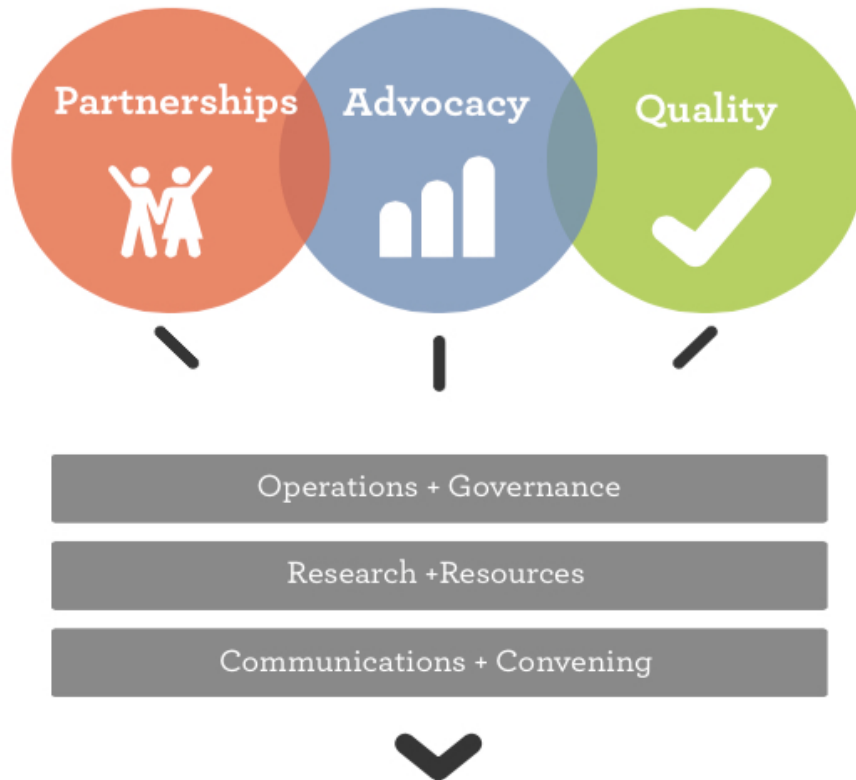 Partnerships
Advocacy
Quality
Operations + Governance
Research +Resources
Communications + Convening